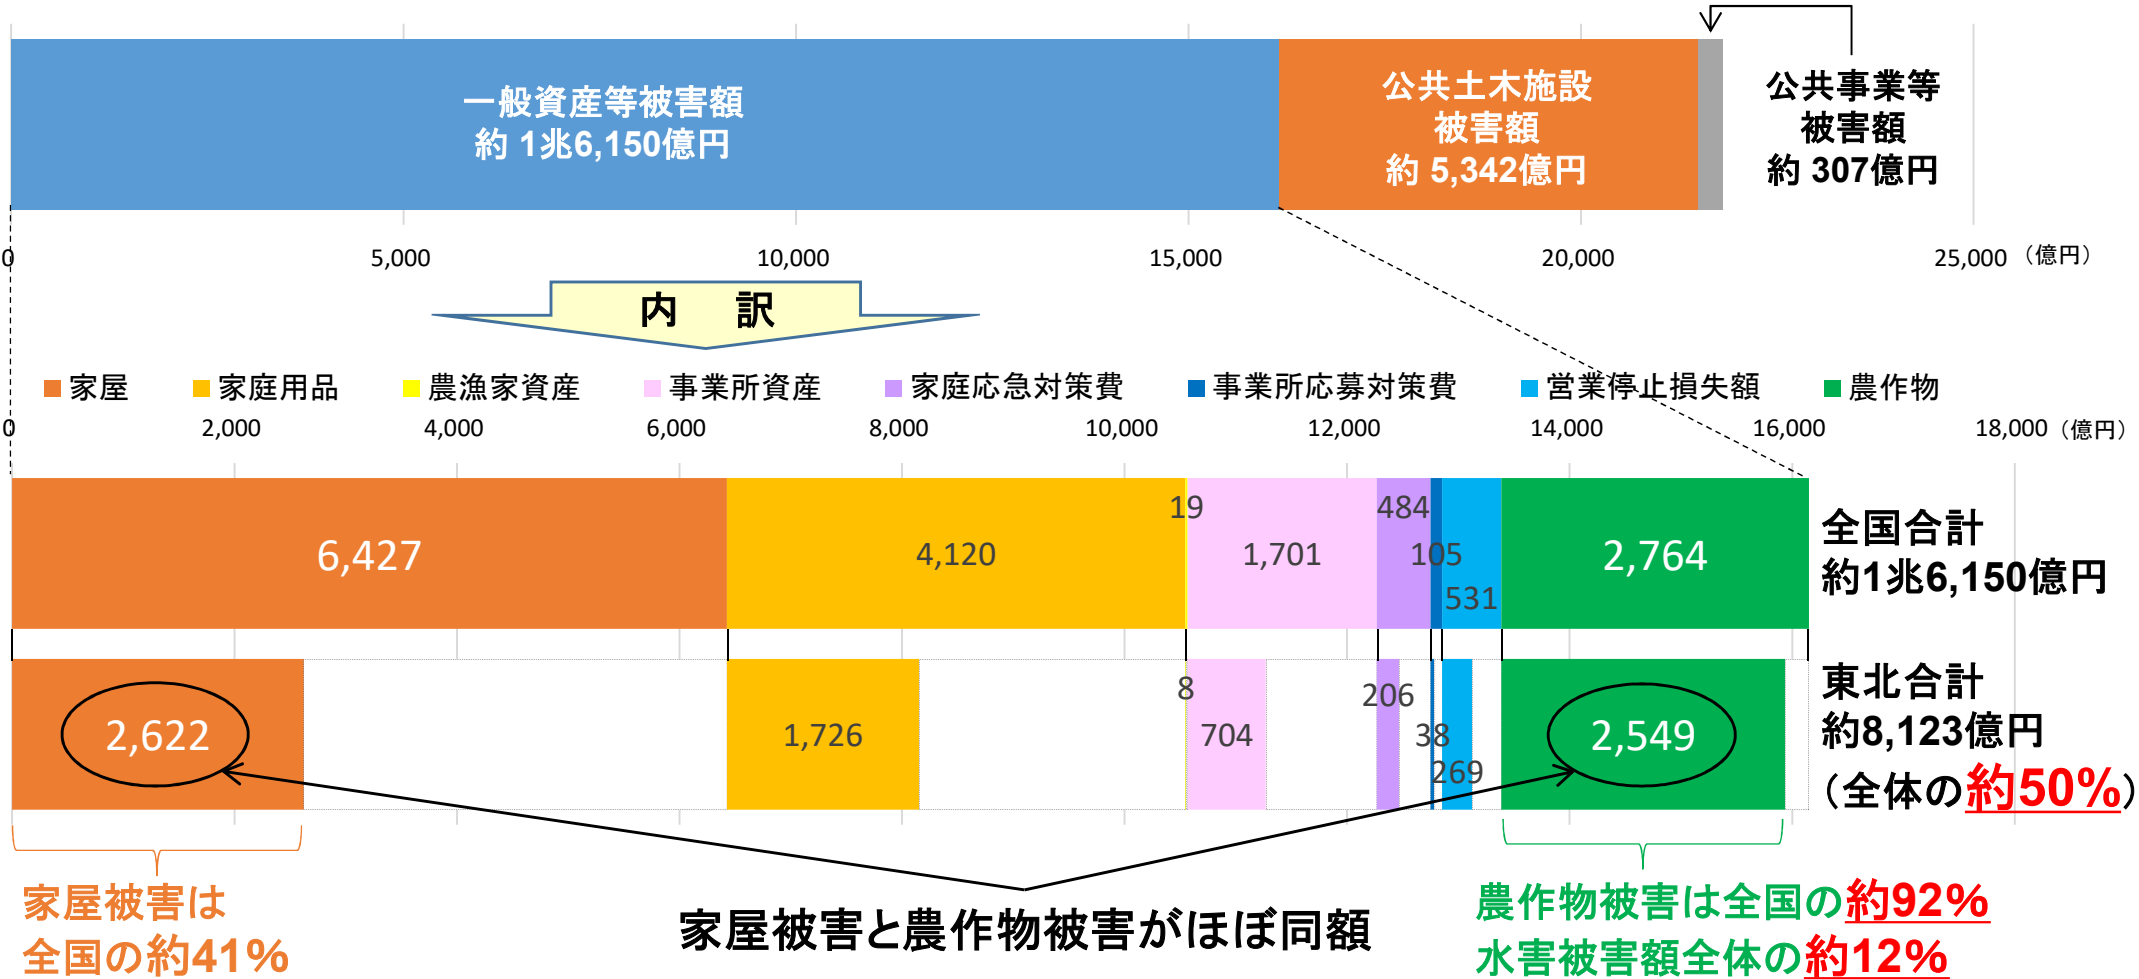 一般資産等被害額
約 1兆6,150億円
公共土木施設
被害額
約 5,342億円
公共事業等
被害額
約 307億円
0 5,000 10,000 15,000 20,000 25,000 （億円）
内 訳
家屋 家庭用品 農漁家資産 事業所資産 家庭応急対策費 事業所応募対策費 営業停止損失額 農作物
0 2,000 4,000 6,000 8,000 10,000 12,000 14,000 16,000 18,000 （億円）
6,427 4,120 19 1,701 484 105 531 2,764
全国合計
約1兆6,150億円
2,622 1,726 8 704 206 38 269 2,549
東北合計
約8,123億円
（全体の約50%）
家屋被害は
全国の約41%
家屋被害と農作物被害がほぼ同額
農作物被害は全国の約92%
水害被害額全体の約12%